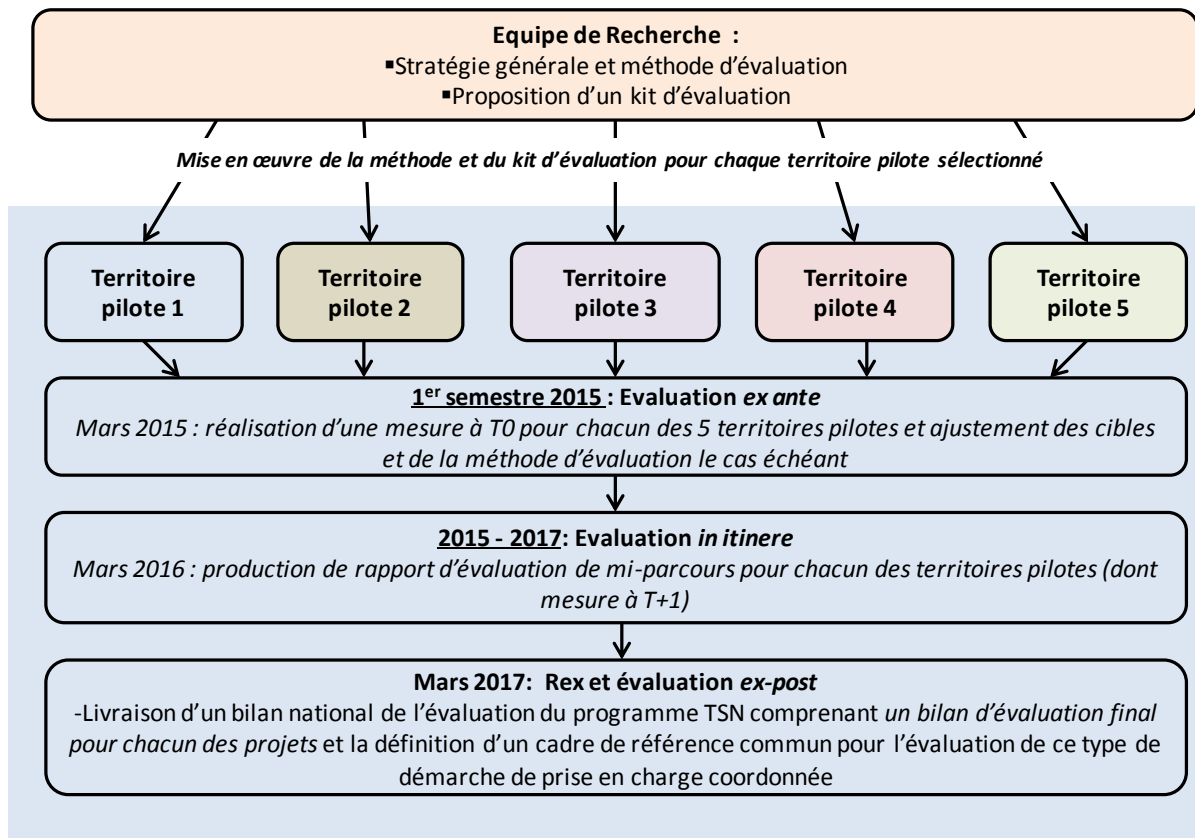 Equipe de Recherche :
▪Stratégie générale et méthode d'évaluation
▪Proposition d'un kit d'évaluation
Mise en œuvre de la méthode et du kit d'évaluation pour chaque territoire pilote sélectionné
Territoire
pilote 1
Territoire
pilote 2
Territoire
pilote 3
Territoire
pilote 4
Territoire
pilote 5
1er semestre 2015 : Evaluation ex ante
Mars 2015 : réalisation d'une mesure à T0 pour chacun des 5 territoires pilotes et ajustement des cibles
et de la méthode d'évaluation le cas échéant
2015 - 2017: Evaluation in itinere
Mars 2016 : production de rapport d'évaluation de mi-parcours pour chacun des territoires pilotes (dont
mesure à T+1)
Mars 2017: Rex et évaluation ex-post
-Livraison d'un bilan national de l'évaluation du programme TSN comprenant un bilan d'évaluation final
pour chacun des projets et la définition d'un cadre de référence commun pour l'évaluation de ce type de
démarche de prise en charge coordonnée